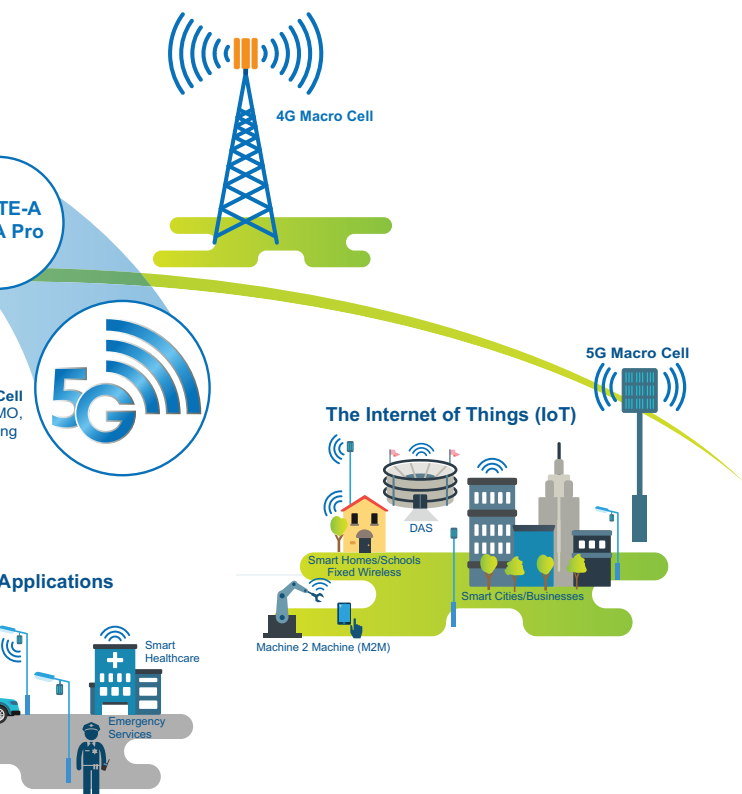 4G Macro Cell
TE-A
A Pro
5G
Cell
MO,
ng
5G Macro Cell
The Internet of Things (IoT)
DAS
Smart Homes/Schools
Fixed Wireless
Smart Cities/Businesses
Machine 2 Machine (M2M)
Applications
Smart
Healthcare
Emergency
Services